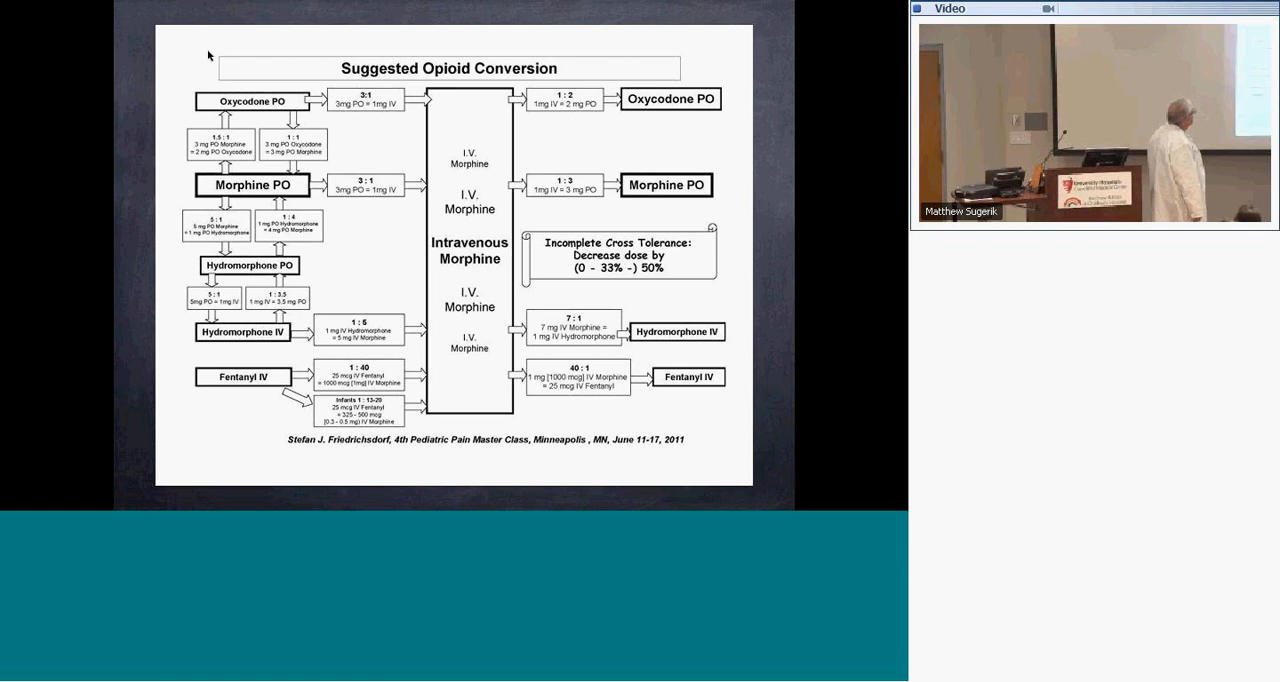 Video
Suggested Opioid Conversion
Oxycodone PO
3:1
3mg PO = 1mg IV
1 : 2
1mg IV = 2 mg PO
Oxycodone PO
1.5 : 1
3 mg PO Morphine
= 2 mg PO Oxycodone
1 : 1
3 mg PO Oxycodone
= 3 mg PO Morphine
Morphine PO
3 : 1
3mg PO = 1mg IV
1 : 3
1mg IV = 3 mg PO
Morphine PO
5 : 1
5 mg PO Morphine
= 1 mg PO Hydromorphone
1 : 4
1 mg PO Hydromorphone
= 4 mg PO Morphine
Hydromorphone PO
5 : 1
5mg PO = 1mg IV
1 : 3.5
1 mg IV = 3.5 mg PO
Hydromorphone IV
1 : 5
1 mg IV Hydromorphone
= 5 mg IV Morphine
7 : 1
7 mg IV Morphine =
1 mg IV Hydromorphone
Hydromorphone IV
Fentanyl IV
1 : 40
25 mcg IV Fentanyl
= 1000 mcg [1mg] IV Morphine
40 : 1
1 mg [1000 mcg] IV Morphine
= 25 mcg IV Fentanyl
Fentanyl IV
Infants 1 : 13-20
25 mcg IV Fentanyl
= 325 - 500 mcg
[0.3 - 0.5 mg) IV Morphine
I.V.
Morphine
I.V.
Morphine
Intravenous
Morphine
I.V.
Morphine
I.V.
Morphine
Incomplete Cross Tolerance:
Decrease dose by
(0 - 33% -) 50%
Stefan J. Friedrichsdorf, 4th Pediatric Pain Master Class, Minneapolis , MN, June 11-17, 2011
University Hospitals
Matthew Sugerik